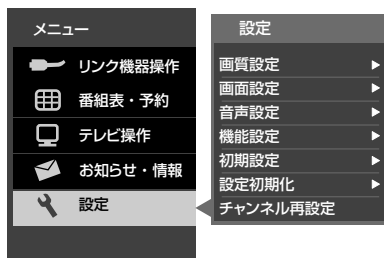 メニュー
リンク機器操作
番組表・予約
テレビ操作
お知らせ・情報
設定
設定
画質設定
画面設定
音声設定
機能設定
初期設定
設定初期化
チャンネル再設定